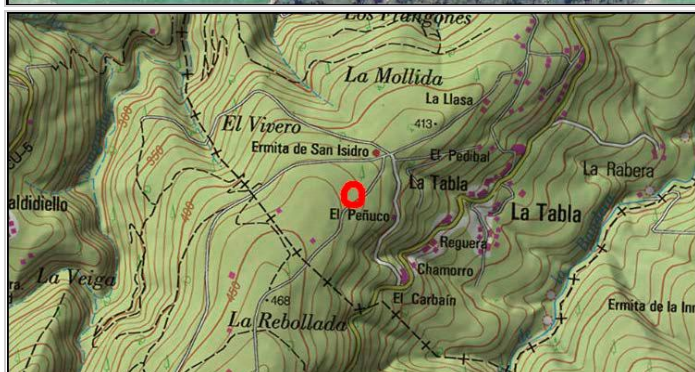 Los Frangones
La Mollida
La Llasa
413
El Vivero
Ermita de San Isidro
El Pedibal
La Rabera
300
350
400
La Tabla
La Tabla
El Peñuco
aldidiello
Reguera
Chamorro
La Veiga
450
468
El Carbaín
Ermita de la Inm
La Rebollada